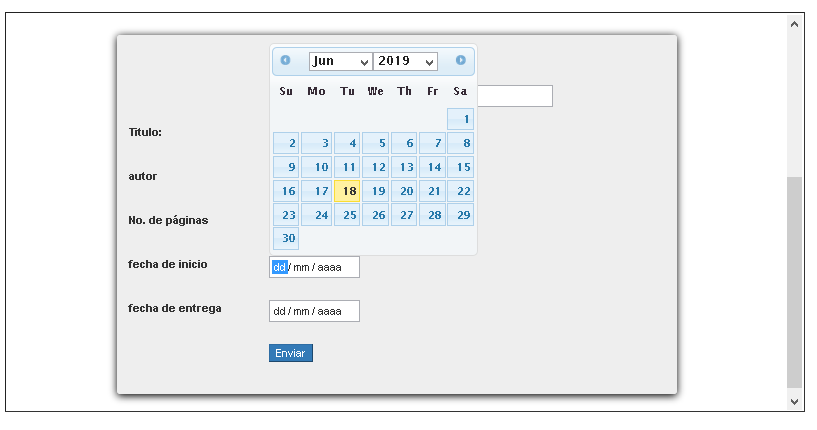 Jun 2019
Su Mo Tu We Th Fr Sa
1
Titulo:
2 3 4 5 6 7 8
9 10 11 12 13 14 15
autor
16 17 18 19 20 21 22
No. de páginas
23 24 25 26 27 28 29
30
fecha de inicio
dd / mm / aaaa
fecha de entrega
dd / mm / aaaa
Enviar